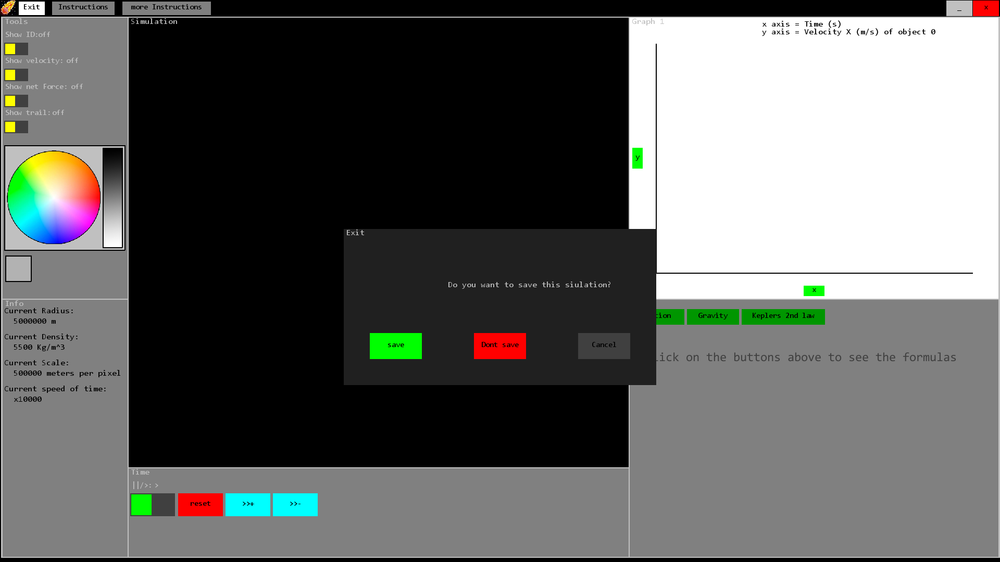 Exit Instructions more Instructions _ x
Tools
Show ID:off
Show velocity: off
Show net Force: off
Show trail: off
Info
Current Radius:
5000000 m
Current Density:
5500 Kg/m^3
Current Scale:
500000 meters per pixel
Current speed of time:
x10000
Simulation
Exit
Do you want to save this siulation?
save Dont save Cancel
Time
||/>: >
reset >>+ >>-
Graph 1
x axis = Time (s)
y axis = Velocity X (m/s) of object 0
y
x
Gravity Keplers 2nd law
on the buttons above to see the formulas